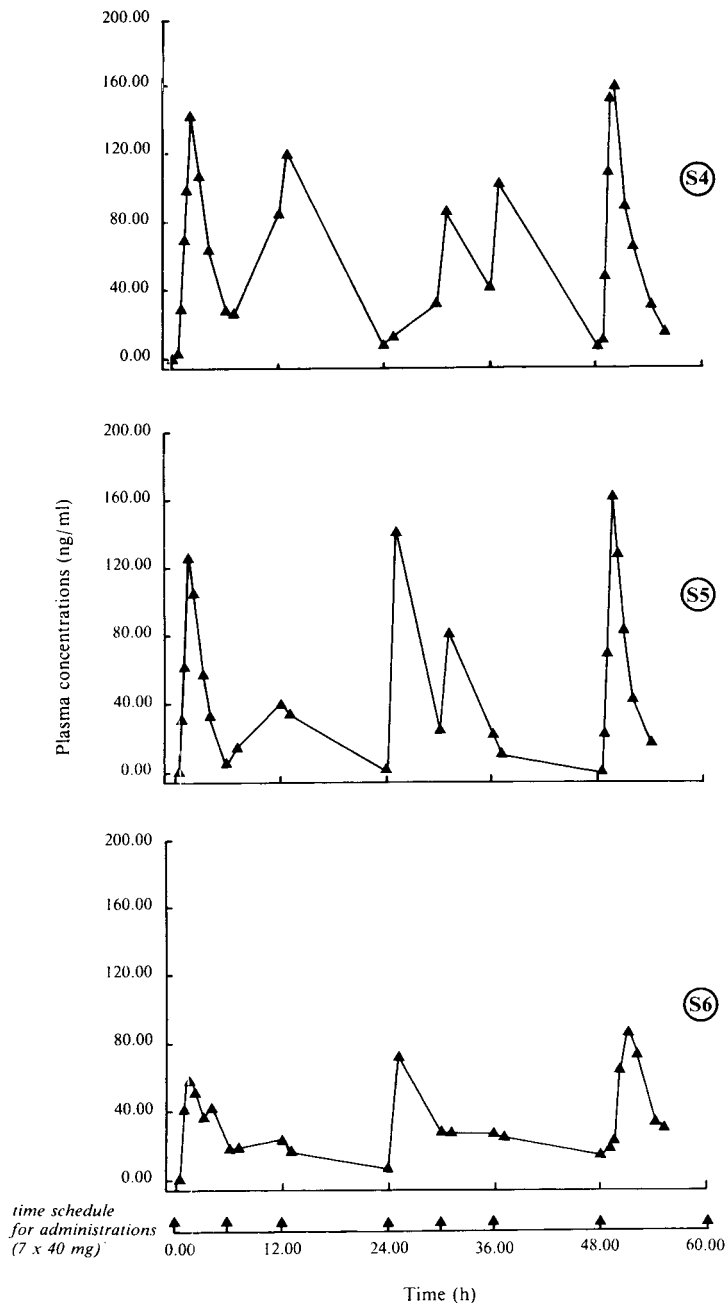 200.00
160.00
120.00
80.00
40.00
0.00
S4
200.00
160.00
120.00
80.00
40.00
0.00
S5
Plasma concentrations (ng/ml)
200.00
160.00
120.00
80.00
40.00
0.00
S6
time schedule
for administrations
(7 x 40 mg)
0.00 12.00 24.00 36.00 48.00 60.00
Time (h)